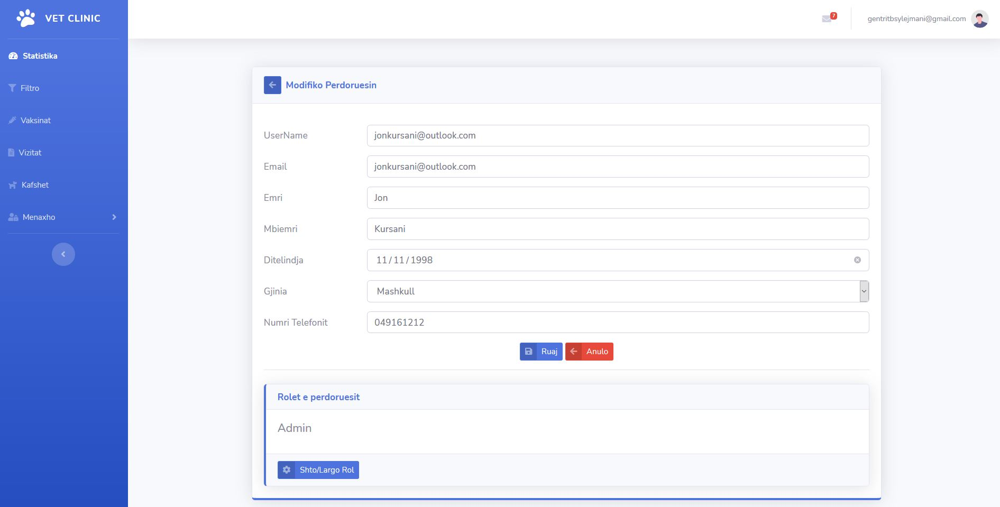 VET CLINIC
7
gentritbsylejmani@gmail.com
Statistika
Filtro
Vaksinat
Vizitat
Kafshet
Menaxho
Modifiko Perdoruesin
UserName
jonkursani@outlook.com
Email
jonkursani@outlook.com
Emri
Jon
Mbiemri
Kursani
Ditelindja
11/11/1998
Gjinia
Mashkull
Numri Telefonit
049161212
Ruaj
Anulo
Rolet e perdoruesit
Admin
Shto/Largo Rol